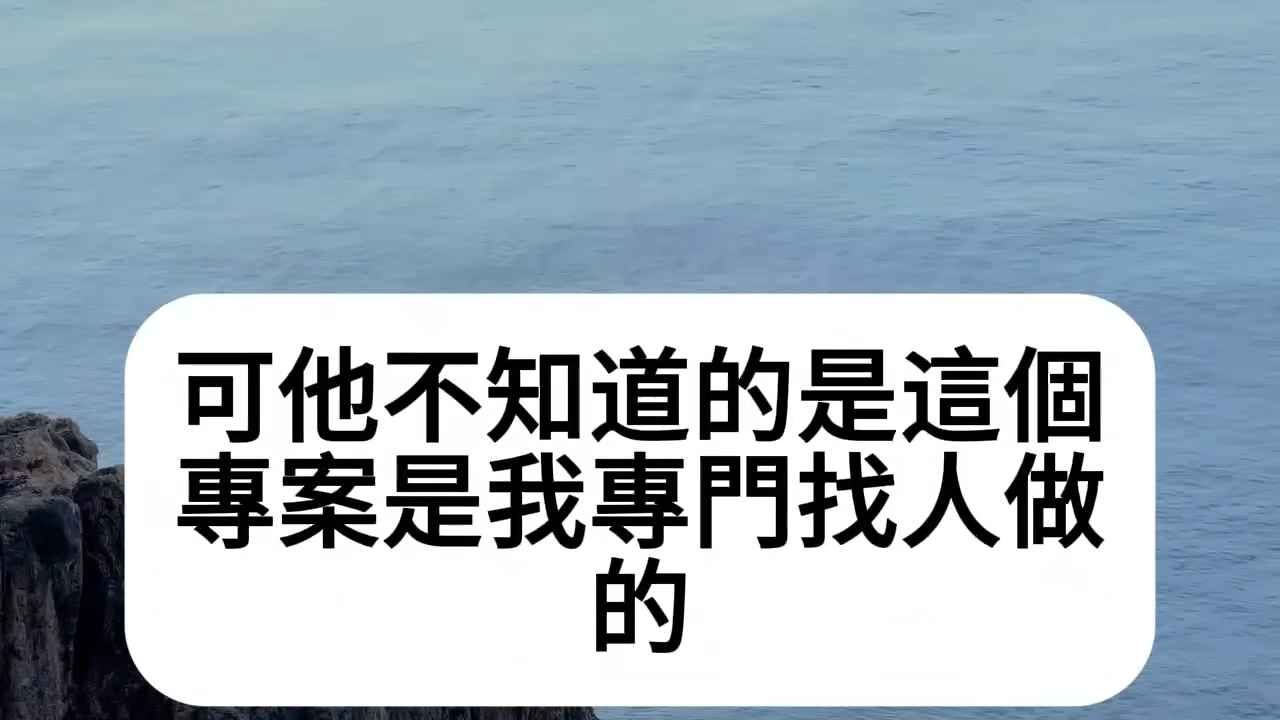 可他不知道的是這個
專案是我專門找人做
的